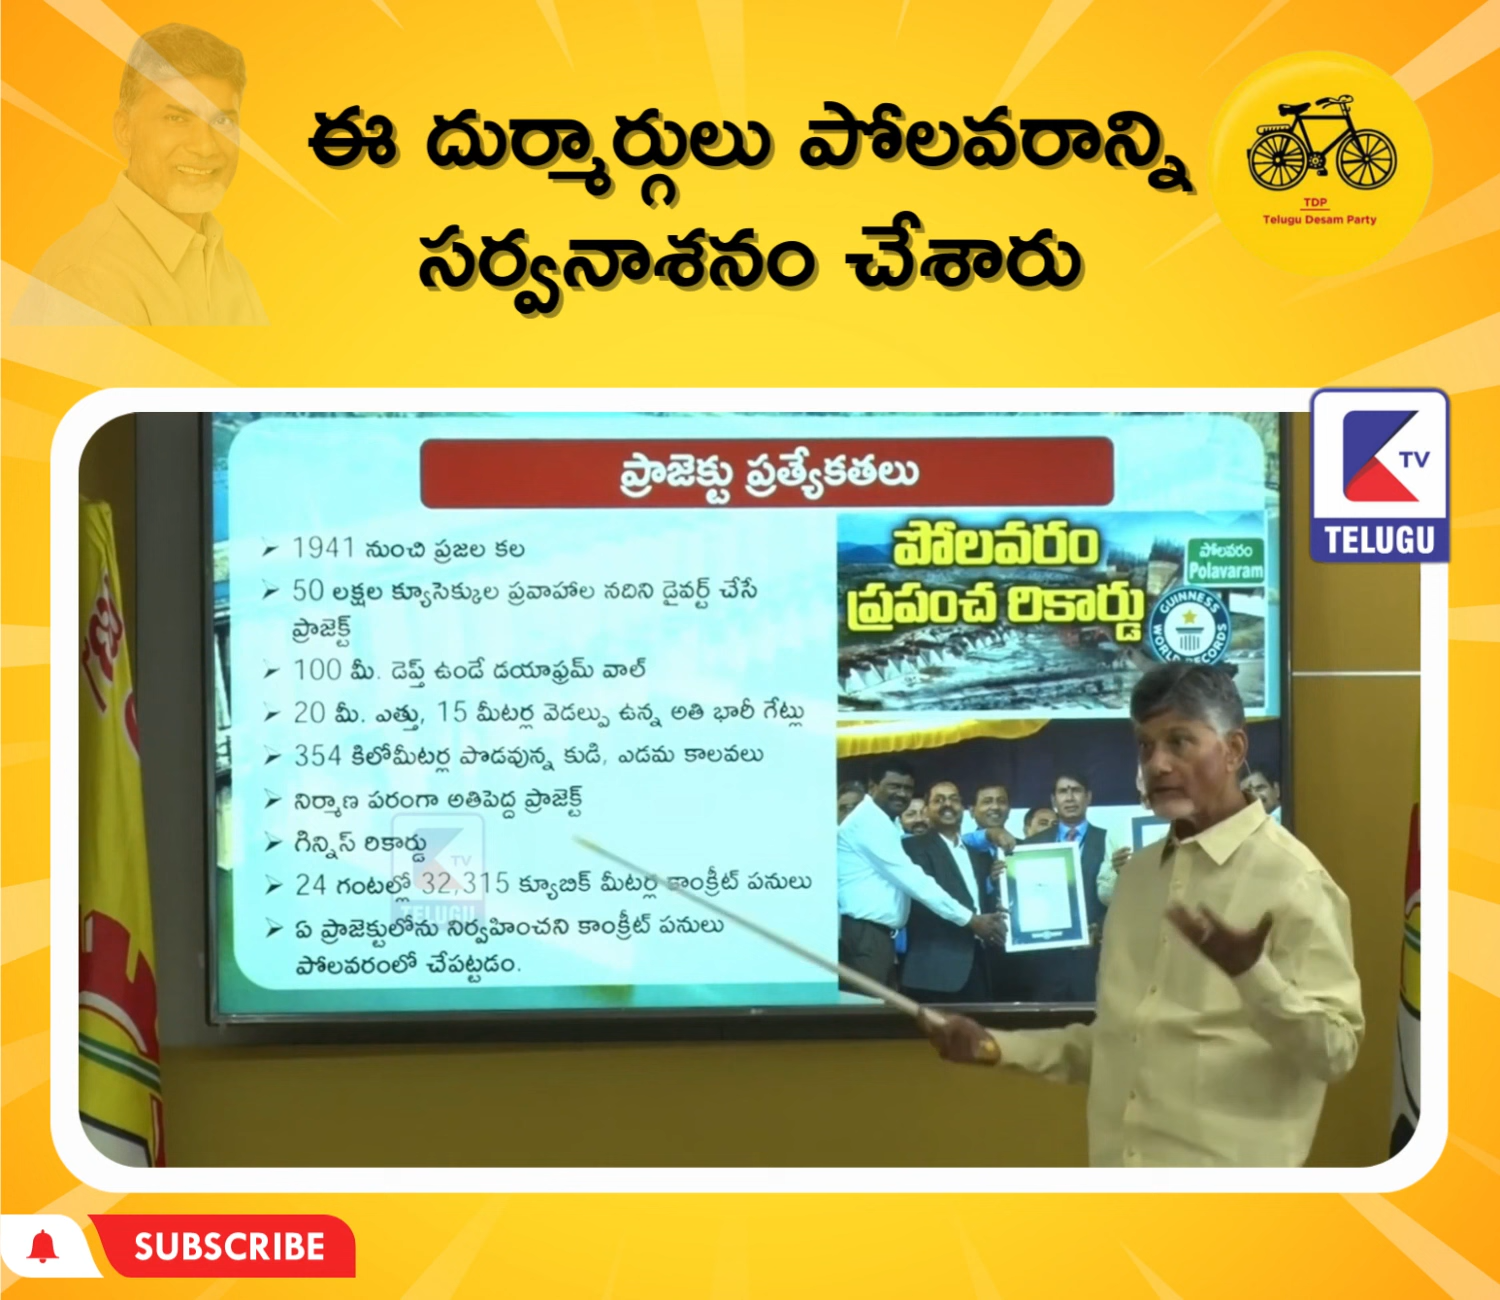 ఈ దుర్మార్గులు పోలవరాన్ని
సర్వనాశనం చేశారు
TDP
Telugu Desam Party
TV
TELUGU
ప్రాజెక్టు ప్రత్యేకతలు
1941 నుంచి ప్రజల కల
50 లక్షల క్యూసెక్కుల ప్రవాహాల నదిని డైవర్ట్ చేసే
ప్రాజెక్ట్
100 మీ. డెప్త్ ఉండే డయాఫ్రమ్ వాల్
20 మీ. ఎత్తు, 15 మీటర్ల వెడల్పు ఉన్న అతి భారీ గేట్లు
354 కిలోమీటర్ల పొడవున్న కుడి, ఎడమ కాలవలు
నిర్మాణ పరంగా అతిపెద్ద ప్రాజెక్ట్
గిన్నిస్ రికార్డు
24 గంటల్లో 32,315 క్యూబిక్ మీటర్ల కాంక్రీట్ పనులు
ఏ ప్రాజెక్టులోను నిర్వహించని కాంక్రీట్ పనులు
పోలవరంలో చేపట్టడం.
పోలవరం
ప్రపంచ రికార్డు
పోలవరం
Polavaram
GUINNESS
WORLD RECORDS
TV
TELUGU
SUBSCRIBE